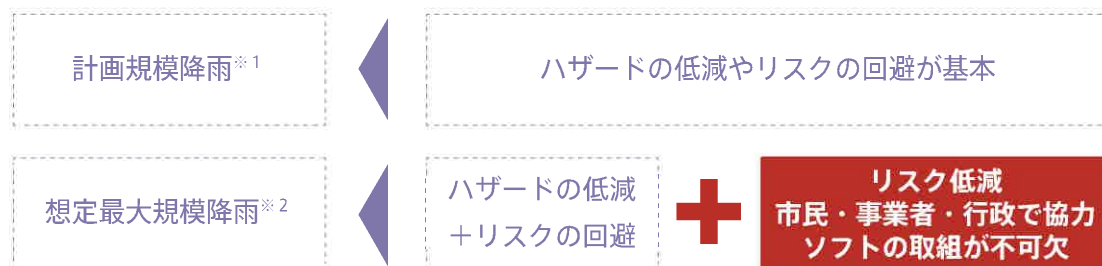 計画規模降雨※1
ハザードの低減やリスクの回避が基本
想定最大規模降雨※2
ハザードの低減
＋リスクの回避
リスク低減
市民・事業者・行政で協力
ソフトの取組が不可欠